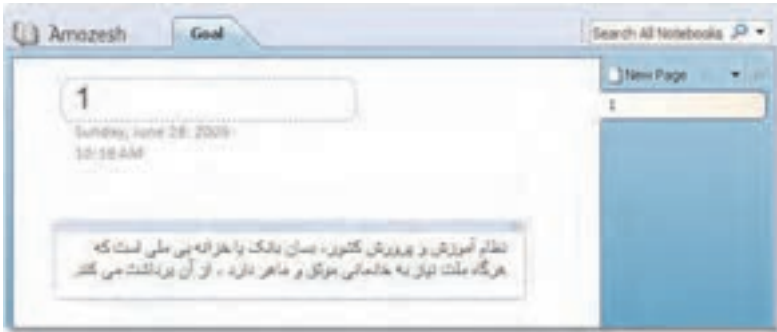 Amozesh
Goal
Search All Notebooks
New Page
1
1
Sunday, June 28, 2009
10:18 AM
نظام آموزش و پرورش کشور، بسان بانک یا خزانه یی ملی است که
هرگاه ملت نیاز به خادمانی موثق و ماهر دارد ، از آن برداشت می کند.